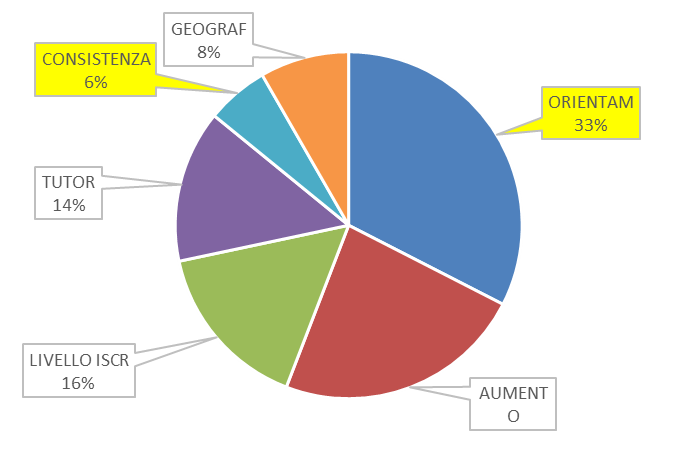 GEOGRAF
8%
CONSISTENZA
6%
ORIENTAM
33%
TUTOR
14%
LIVELLO ISCR
16%
AUMENT
O